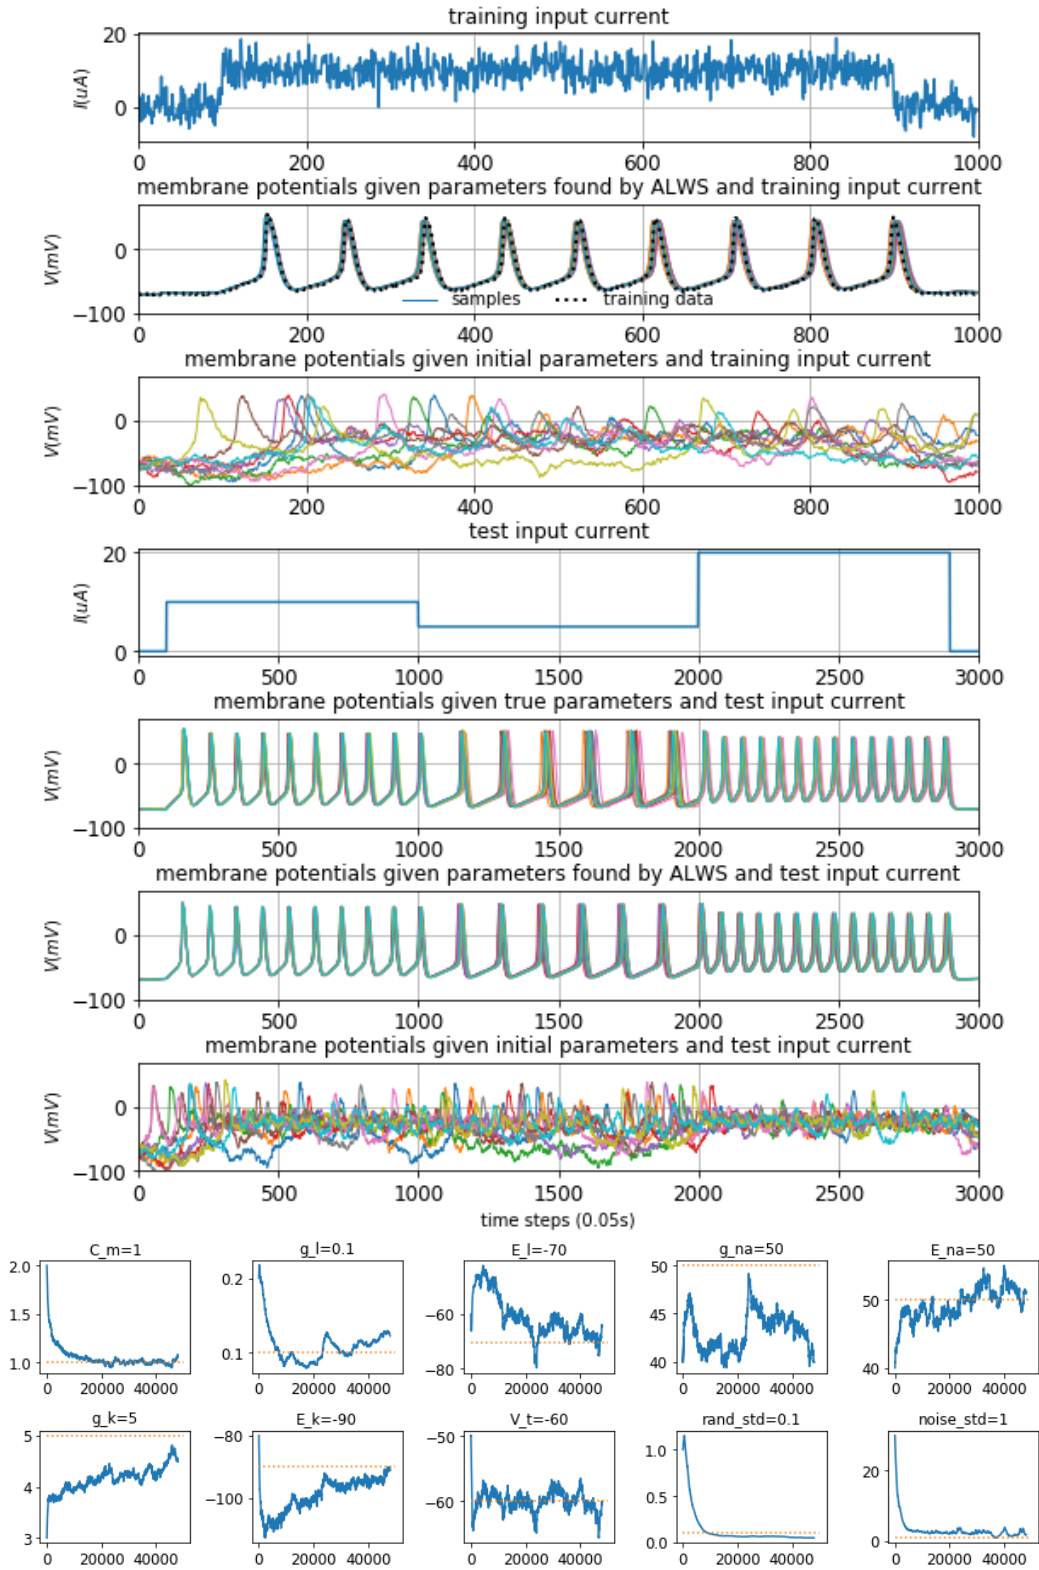 training input current
20
0
I(uA)
0 200 400 600 800 1000
membrane potentials given parameters found by ALWS and training input current
0
−100
V(mV)
samples training data
0 200 400 600 800 1000
membrane potentials given initial parameters and training input current
0
−100
V(mV)
0 200 400 600 800 1000
test input current
20
0
I(uA)
0 500 1000 1500 2000 2500 3000
membrane potentials given true parameters and test input current
0
−100
V(mV)
0 500 1000 1500 2000 2500 3000
membrane potentials given parameters found by ALWS and test input current
0
−100
V(mV)
0 500 1000 1500 2000 2500 3000
membrane potentials given initial parameters and test input current
0
−100
V(mV)
0 500 1000 1500 2000 2500 3000
time steps (0.05s)
C_m=1
2.0
1.5
1.0
0 20000 40000
g_l=0.1
0.2
0.1
0 20000 40000
E_l=-70
−60
−80
0 20000 40000
g_na=50
50
45
40
0 20000 40000
E_na=50
50
40
0 20000 40000
g_k=5
5
4
3
0 20000 40000
E_k=-90
−80
−100
0 20000 40000
V_t=-60
−50
−60
0 20000 40000
rand_std=0.1
1.0
0.5
0.0
0 20000 40000
noise_std=1
20
0
0 20000 40000